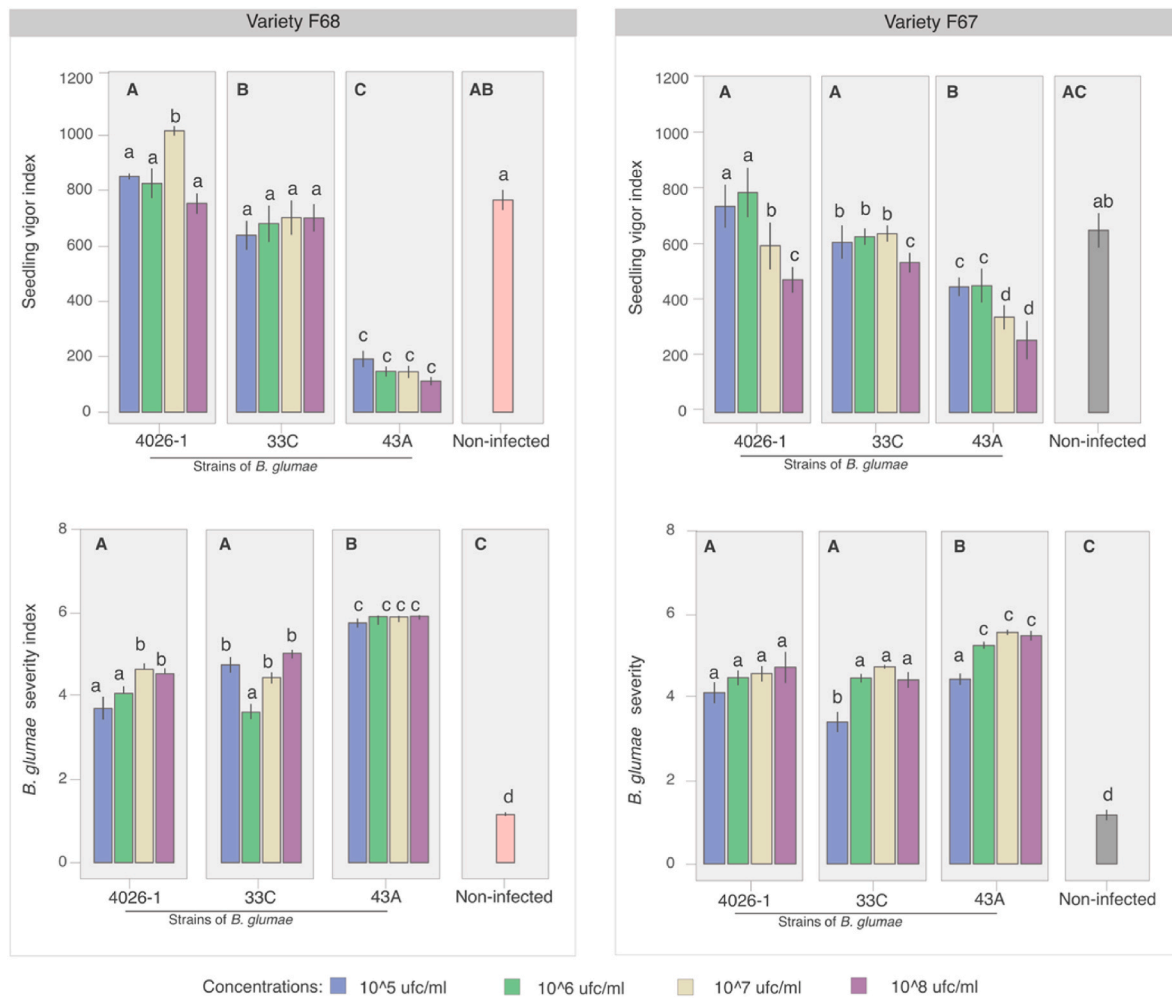 Variety F68
Variety F67
Seedling vigor index
1200
1000
800
600
400
200
0
A
B
C
AB
a
a
b
a
a
a
a
a
c
c
c
c
a
4026-1
33C
43A
Non-infected
Strains of B. glumae
Seedling vigor index
1200
1000
800
600
400
200
0
A
A
B
AC
a
a
b
c
b
b
b
c
c
c
d
d
ab
4026-1
33C
43A
Non-infected
Strains of B. glumae
B. glumae severity index
8
6
4
2
0
A
A
B
C
a
a
b
b
b
a
b
b
c
c
c
c
d
4026-1
33C
43A
Non-infected
Strains of B. glumae
B. glumae severity
8
6
4
2
0
A
A
B
C
a
a
a
a
b
a
a
a
a
c
c
c
d
4026-1
33C
43A
Non-infected
Strains of B. glumae
Concentrations: 10^5 ufc/ml 10^6 ufc/ml 10^7 ufc/ml 10^8 ufc/ml